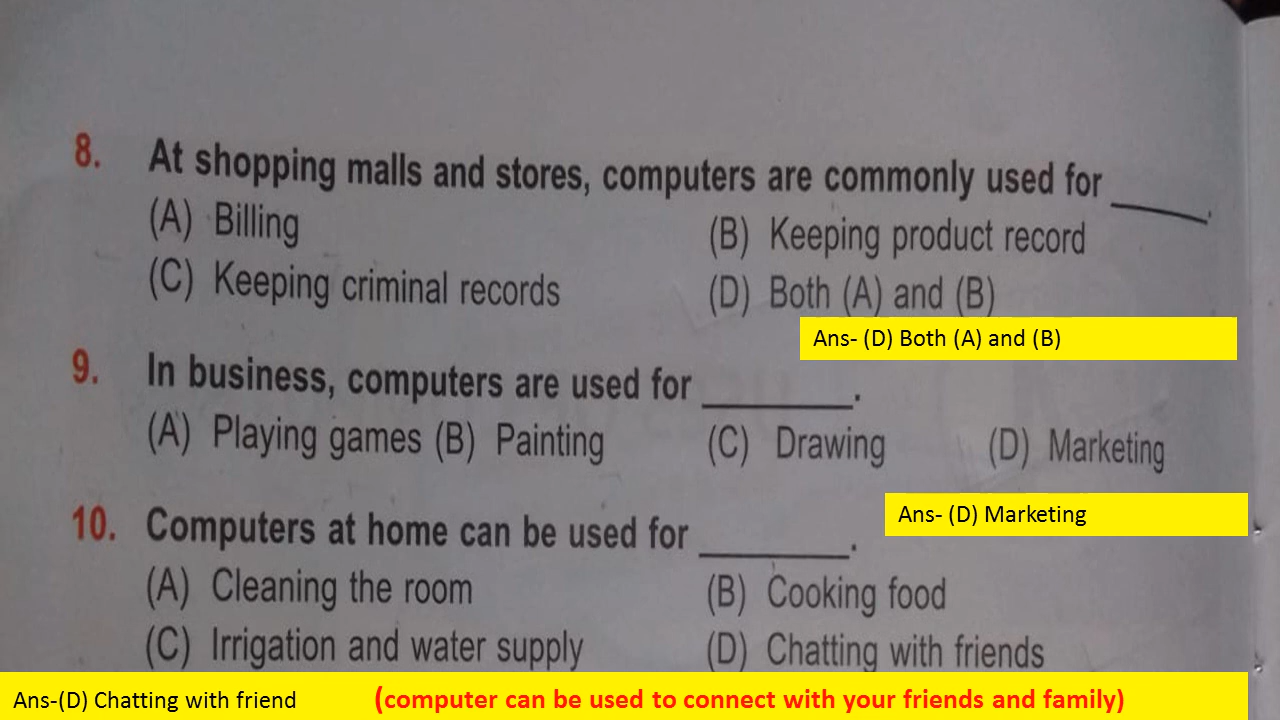 8. At shopping malls and stores, computers are commonly used for ______.
(A) Billing (B) Keeping product record
(C) Keeping criminal records (D) Both (A) and (B)
Ans- (D) Both (A) and (B)
9. In business, computers are used for ______.
(A) Playing games (B) Painting (C) Drawing (D) Marketing
Ans- (D) Marketing
10. Computers at home can be used for ______.
(A) Cleaning the room (B) Cooking food
(C) Irrigation and water supply (D) Chatting with friends
Ans-(D) Chatting with friend (computer can be used to connect with your friends and family)